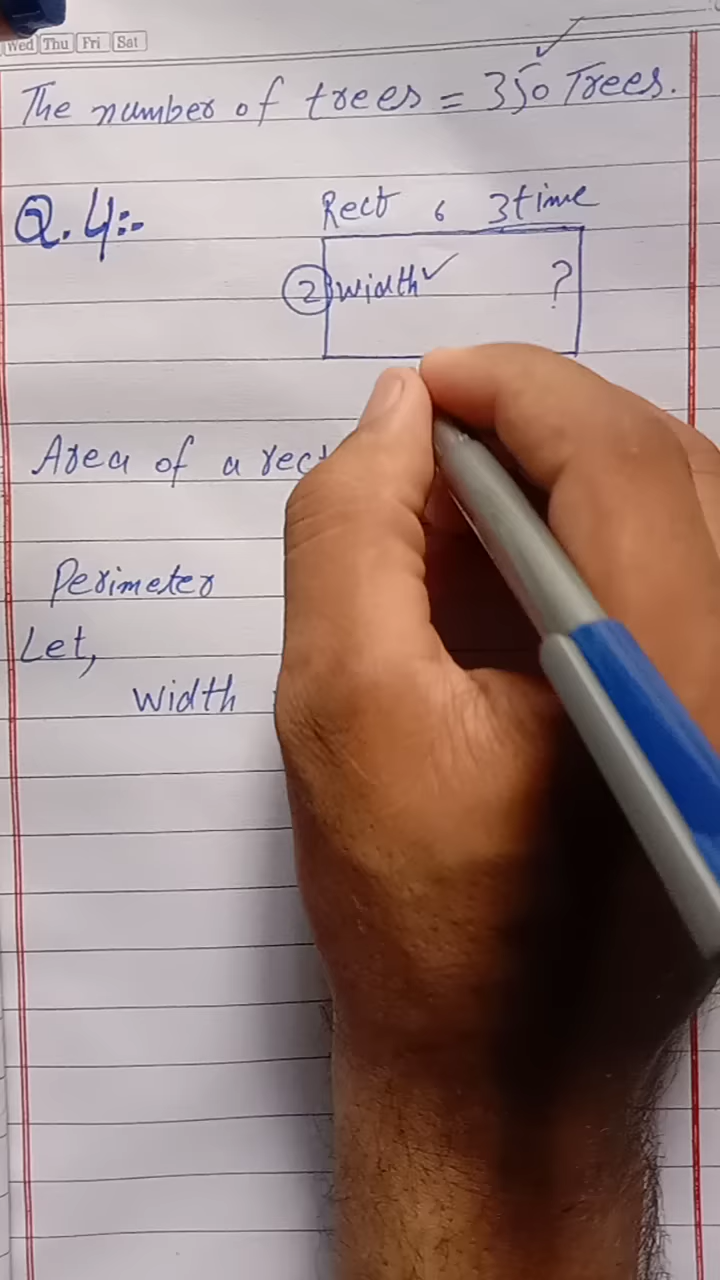 Wed Thu Fri Sat
The number of trees = 350 Trees.
Q.4:-
Rect 6 3time
2 width ?
Area of a rect
Perimeter
Let,
width